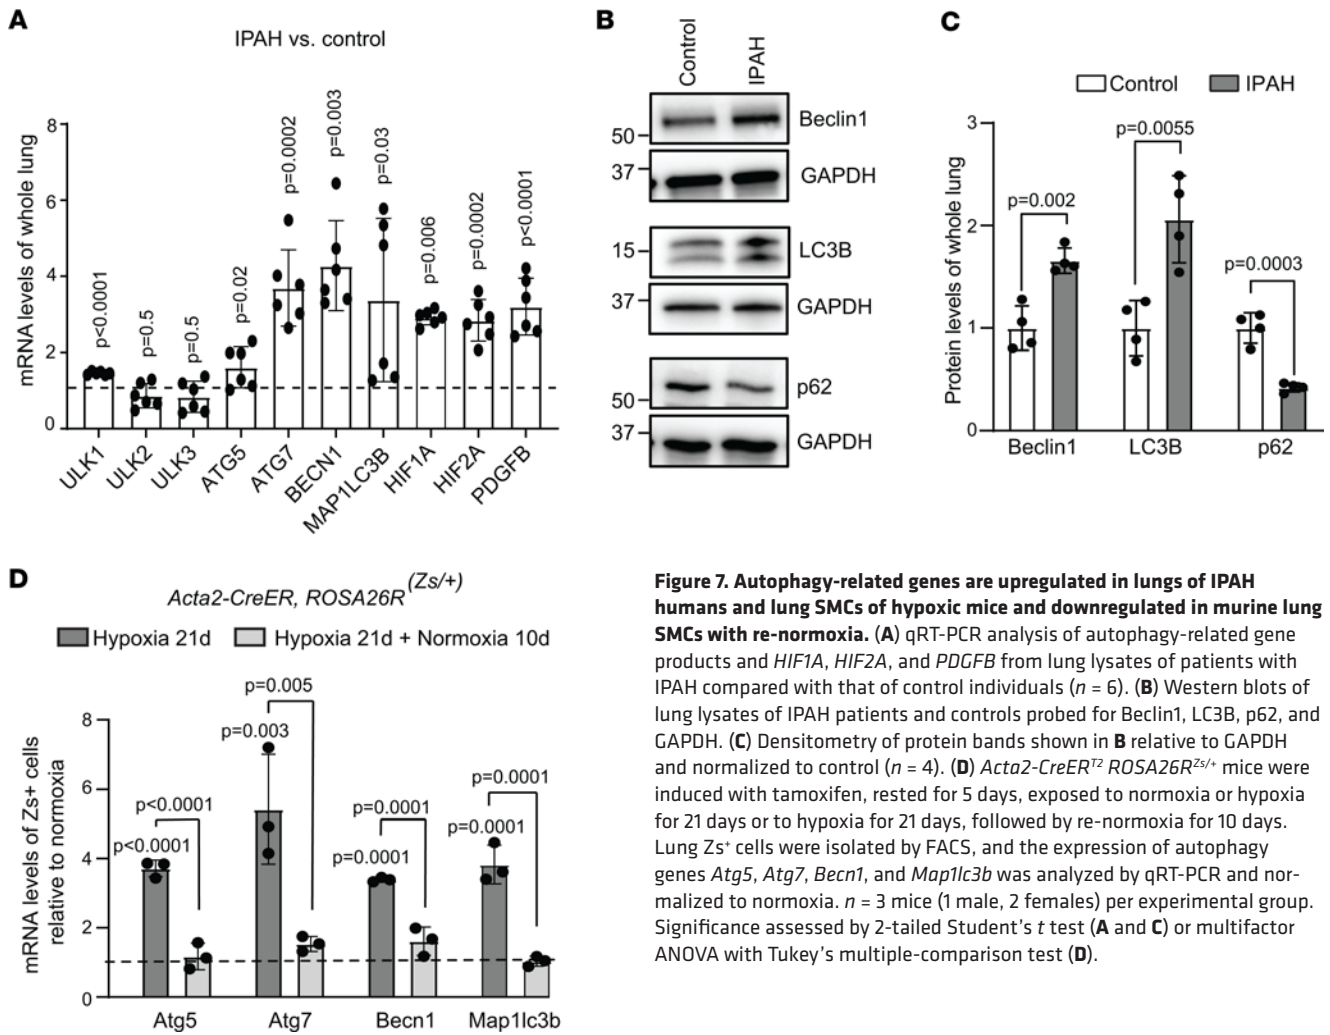 A
IPAH vs. control
mRNA levels of whole lung
8
6
4
2
0
p<0.0001
p=0.5
p=0.5
p=0.02
p=0.0002
p=0.003
p=0.03
p=0.006
p=0.0002
p<0.0001
ULK1
ULK2
ULK3
ATG5
ATG7
BECN1
MAP1LC3B
HIF1A
HIF2A
PDGFB
B
Control
IPAH
50
Beclin1
37
GAPDH
15
LC3B
37
GAPDH
50
p62
37
GAPDH
C
Control
IPAH
Protein levels of whole lung
3
2
1
0
p=0.002
p=0.0055
p=0.0003
Beclin1
LC3B
p62
D
Acta2-CreER, ROSA26R(Zs/+)
Hypoxia 21d
Hypoxia 21d + Normoxia 10d
mRNA levels of Zs+ cells
relative to normoxia
8
6
4
2
0
p<0.0001
p<0.0001
p=0.005
p=0.003
p=0.0001
p=0.0001
p=0.0001
p=0.0001
Atg5
Atg7
Becn1
Map1lc3b
Figure 7. Autophagy-related genes are upregulated in lungs of IPAH
humans and lung SMCs of hypoxic mice and downregulated in murine lung
SMCs with re-normoxia. (A) qRT-PCR analysis of autophagy-related gene
products and HIF1A, HIF2A, and PDGFB from lung lysates of patients with
IPAH compared with that of control individuals (n = 6). (B) Western blots of
lung lysates of IPAH patients and controls probed for Beclin1, LC3B, p62, and
GAPDH. (C) Densitometry of protein bands shown in B relative to GAPDH
and normalized to control (n = 4). (D) Acta2-CreERT2 ROSA26RZs/+ mice were
induced with tamoxifen, rested for 5 days, exposed to normoxia or hypoxia
for 21 days or to hypoxia for 21 days, followed by re-normoxia for 10 days.
Lung Zs+ cells were isolated by FACS, and the expression of autophagy
genes Atg5, Atg7, Becn1, and Map1lc3b was analyzed by qRT-PCR and nor-
malized to normoxia. n = 3 mice (1 male, 2 females) per experimental group.
Significance assessed by 2-tailed Student's t test (A and C) or multifactor
ANOVA with Tukey's multiple-comparison test (D).